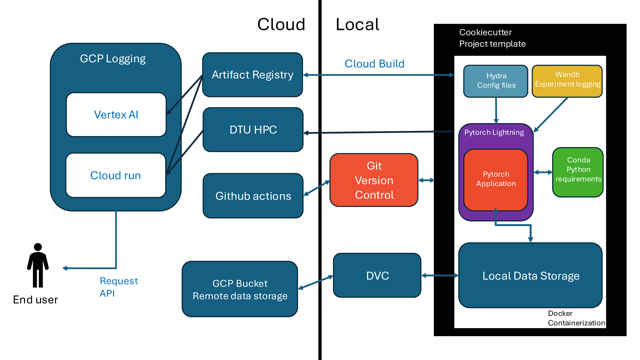 Cloud
Local
Cookiecutter
Project template
GCP Logging
Vertex AI
Cloud run
Artifact Registry
Cloud Build
DTU HPC
Github actions
Git
Version
Control
Hydra
Config files
Wandb
Experiment logging
Pytorch Lightning
Pytorch
Application
Conda
Python
requirements
End user
Request
API
GCP Bucket
Remote data storage
DVC
Local Data Storage
Docker
Containerization